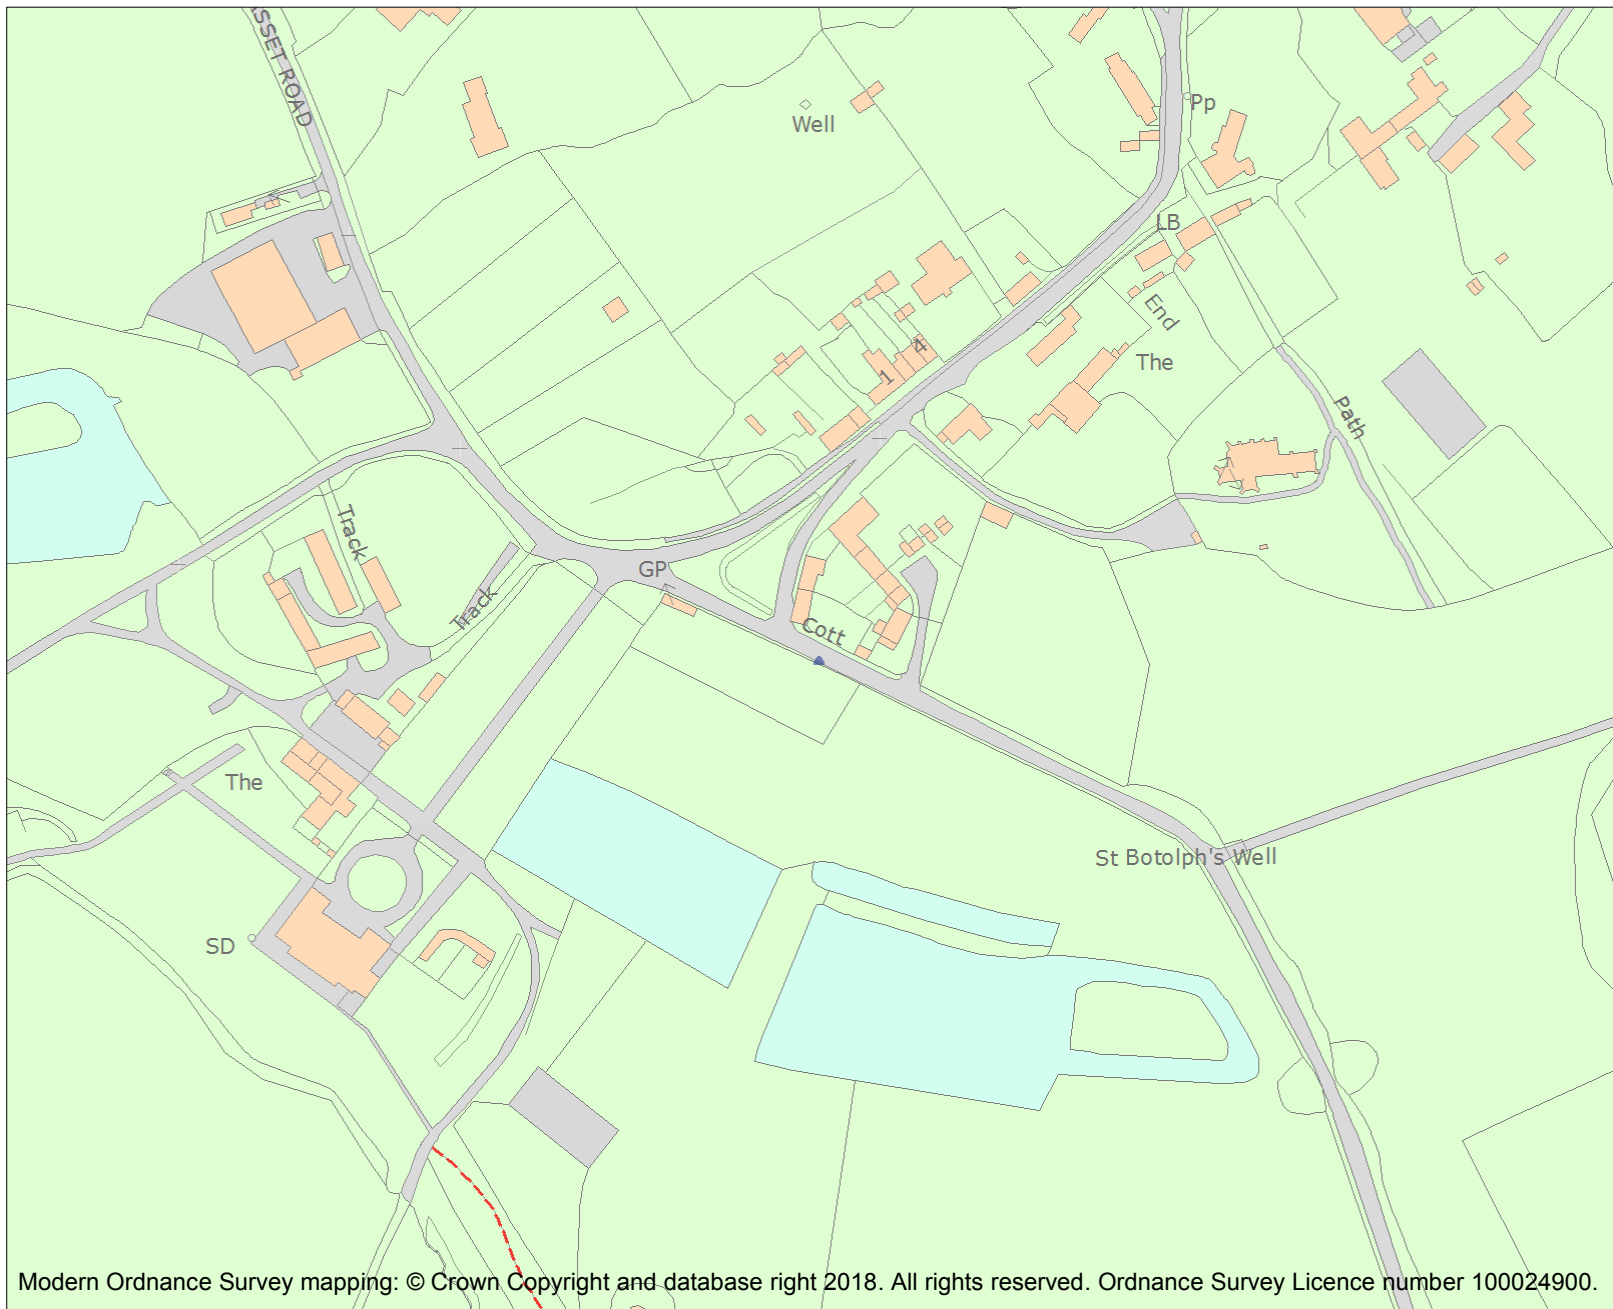 SSET ROAD
Pp
Well
LB
End
4
1
The
Path
Track
GP
Track
Cott
The
St Botolph's Well
SD
Modern Ordnance Survey mapping: © Crown Copyright and database right 2018. All rights reserved. Ordnance Survey Licence number 100024900.